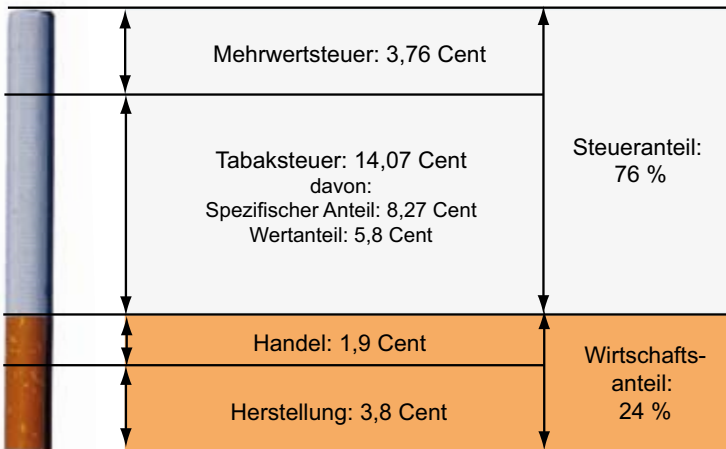 Mehrwertsteuer: 3,76 Cent
Tabaksteuer: 14,07 Cent
davon:
Spezifischer Anteil: 8,27 Cent
Wertanteil: 5,8 Cent
Steueranteil:
76 %
Handel: 1,9 Cent
Herstellung: 3,8 Cent
Wirtschafts-
anteil:
24 %